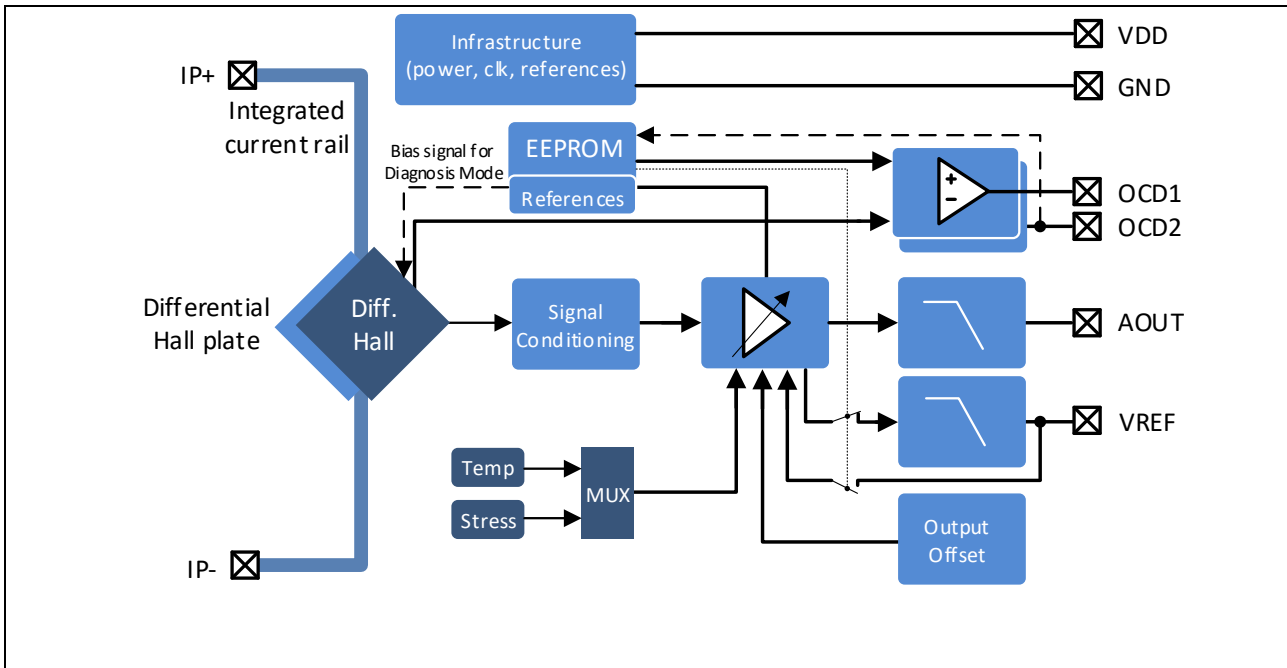 Infrastructure
(power, clk, references)
VDD
GND
IP+
Integrated
current rail
Bias signal for
Diagnosis Mode
EEPROM
References
+
-
OCD1
OCD2
Differential
Hall plate
Diff.
Hall
Signal
Conditioning
AOUT
VREF
Temp
Stress
MUX
Output
Offset
IP-